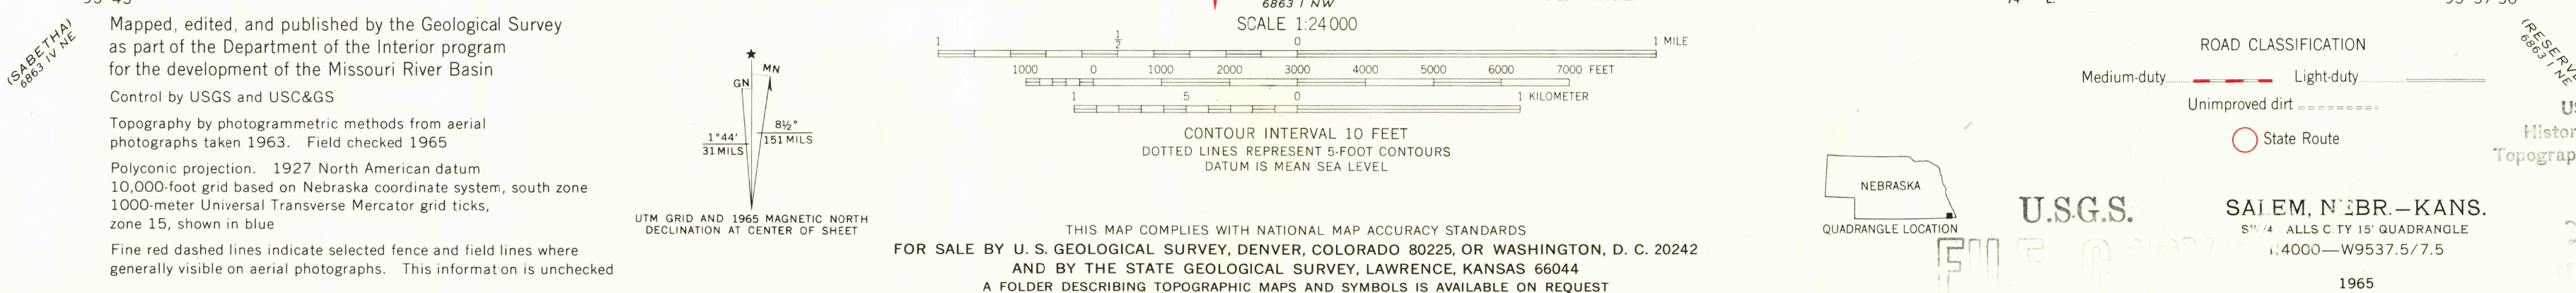 (SABETHA)
6863 IV NE
Mapped, edited, and published by the Geological Survey
as part of the Department of the Interior program
for the development of the Missouri River Basin
Control by USGS and USC&GS
Topography by photogrammetric methods from aerial
photographs taken 1963. Field checked 1965
Polyconic projection. 1927 North American datum
10,000-foot grid based on Nebraska coordinate system, south zone
1000-meter Universal Transverse Mercator grid ticks,
zone 15, shown in blue
Fine red dashed lines indicate selected fence and field lines where
generally visible on aerial photographs. This information is unchecked
★
GN
MN
1°44′
31 MILS
8½°
151 MILS
UTM GRID AND 1965 MAGNETIC NORTH
DECLINATION AT CENTER OF SHEET
6863 I NW
SCALE 1:24 000
1 ½ 0 1 MILE
1000 0 1000 2000 3000 4000 5000 6000 7000 FEET
1 .5 0 1 KILOMETER
CONTOUR INTERVAL 10 FEET
DOTTED LINES REPRESENT 5-FOOT CONTOURS
DATUM IS MEAN SEA LEVEL
THIS MAP COMPLIES WITH NATIONAL MAP ACCURACY STANDARDS
FOR SALE BY U. S. GEOLOGICAL SURVEY, DENVER, COLORADO 80225, OR WASHINGTON, D. C. 20242
AND BY THE STATE GEOLOGICAL SURVEY, LAWRENCE, KANSAS 66044
A FOLDER DESCRIBING TOPOGRAPHIC MAPS AND SYMBOLS IS AVAILABLE ON REQUEST
NEBRASKA
QUADRANGLE LOCATION
ROAD CLASSIFICATION
Medium-duty Light-duty
Unimproved dirt
State Route
U.S.G.S.
FILE
SALEM, NEBR.–KANS.
ALLS CITY 15′ QUADRANGLE
4000—W9537.5/7.5
1965
(RESERVE
6863 I NE
Histor
Topograp